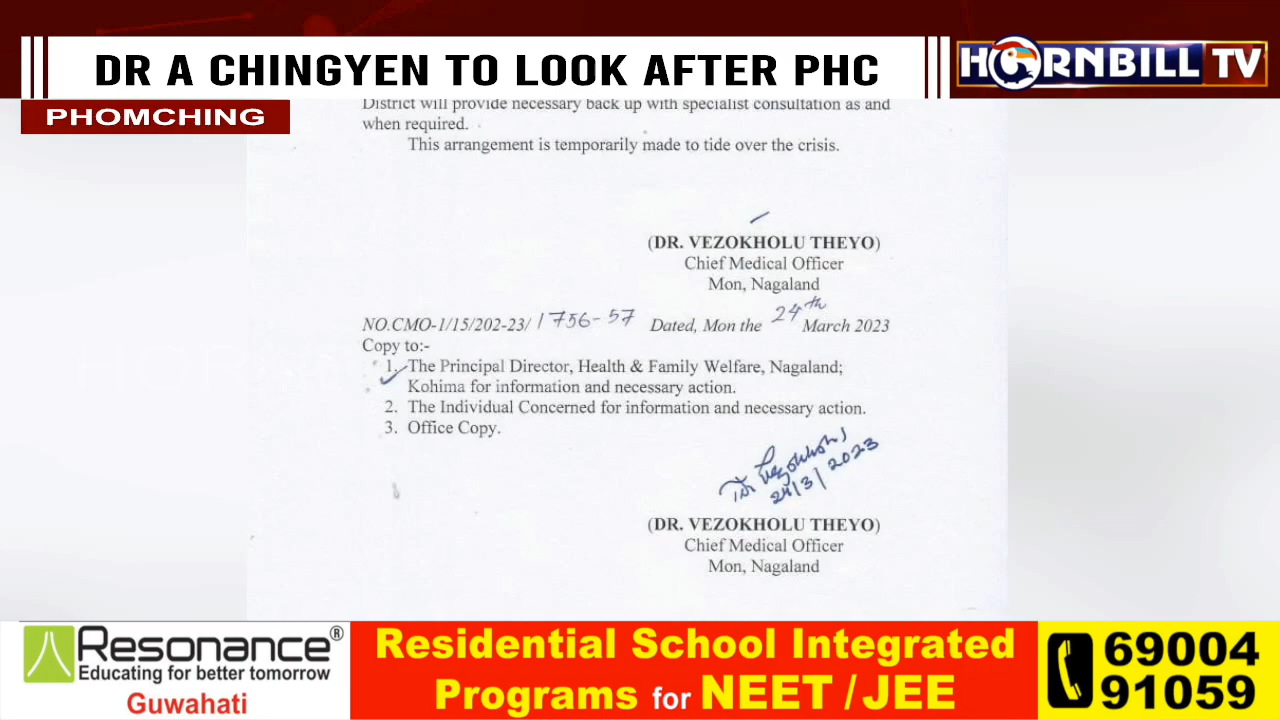 DR A CHINGYEN TO LOOK AFTER PHC
HORNBILL TV
PHOMCHING
District will provide necessary back up with specialist consultation as and
when required.
This arrangement is temporarily made to tide over the crisis.
(DR. VEZOKHOLU THEYO)
Chief Medical Officer
Mon, Nagaland
NO.CMO-1/15/202-23/ 1756-57 Dated, Mon the 24th March 2023
Copy to:-
1. The Principal Director, Health & Family Welfare, Nagaland;
Kohima for information and necessary action.
2. The Individual Concerned for information and necessary action.
3. Office Copy.
24/3/2023
(DR. VEZOKHOLU THEYO)
Chief Medical Officer
Mon, Nagaland
Resonance®
Educating for better tomorrow
Guwahati
Residential School Integrated
Programs for NEET / JEE
69004
91059